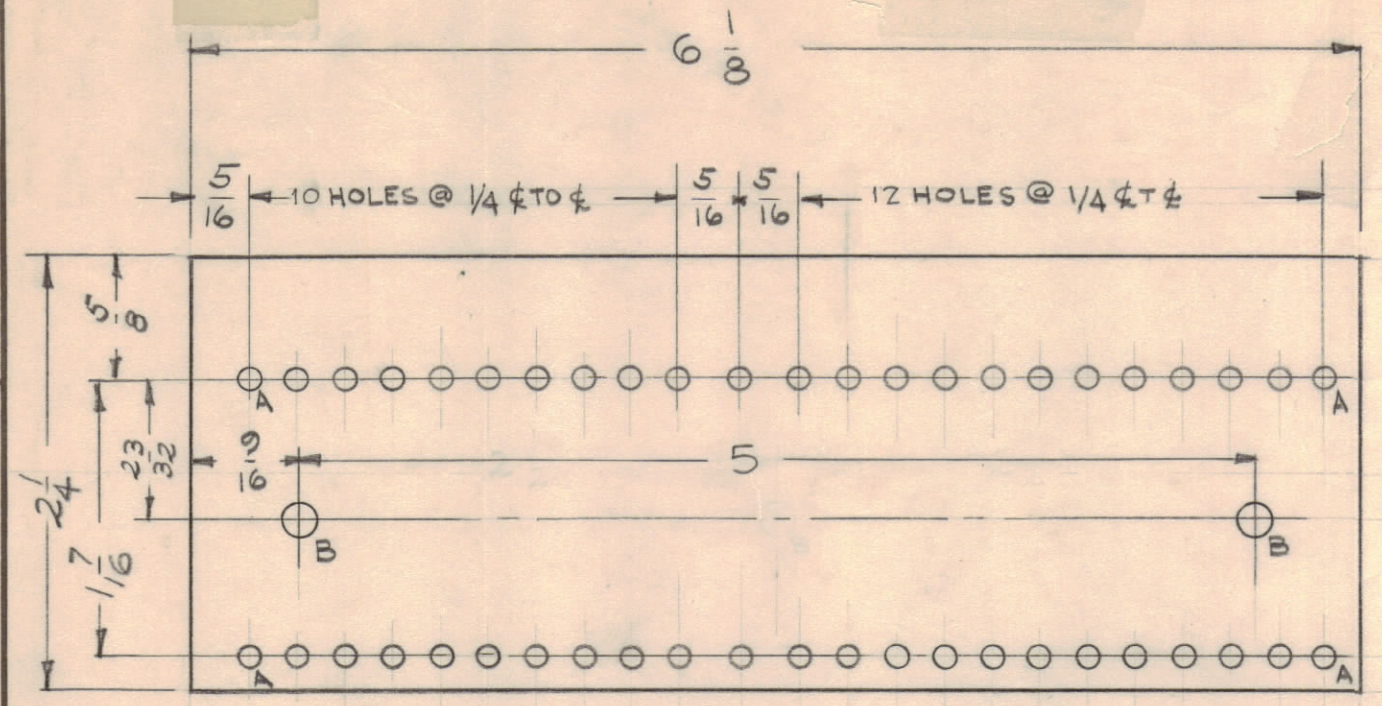 6 1/8
5/16 10 HOLES @ 1/4 ℄ TO ℄ 5/16 5/16 12 HOLES @ 1/4 ℄ T ℄
5/8
A A
9/16 5
23/32
2 1/4
B B
1 7/16
A A